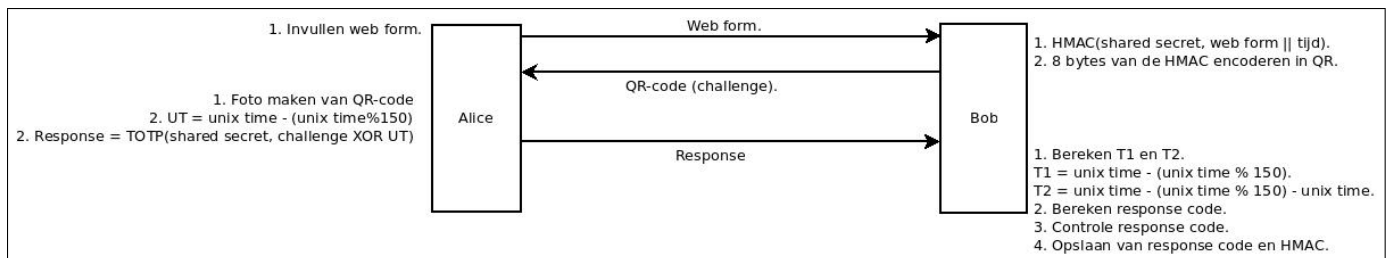 1. Invullen web form.
Web form.
1. HMAC(shared secret, web form || tijd).
2. 8 bytes van de HMAC encoderen in QR.
QR-code (challenge).
1. Foto maken van QR-code
2. UT = unix time - (unix time%150)
2. Response = TOTP(shared secret, challenge XOR UT)
Alice
Bob
Response
1. Bereken T1 en T2.
T1 = unix time - (unix time % 150).
T2 = unix time - (unix time % 150) - unix time.
2. Bereken response code.
3. Controle response code.
4. Opslaan van response code en HMAC.